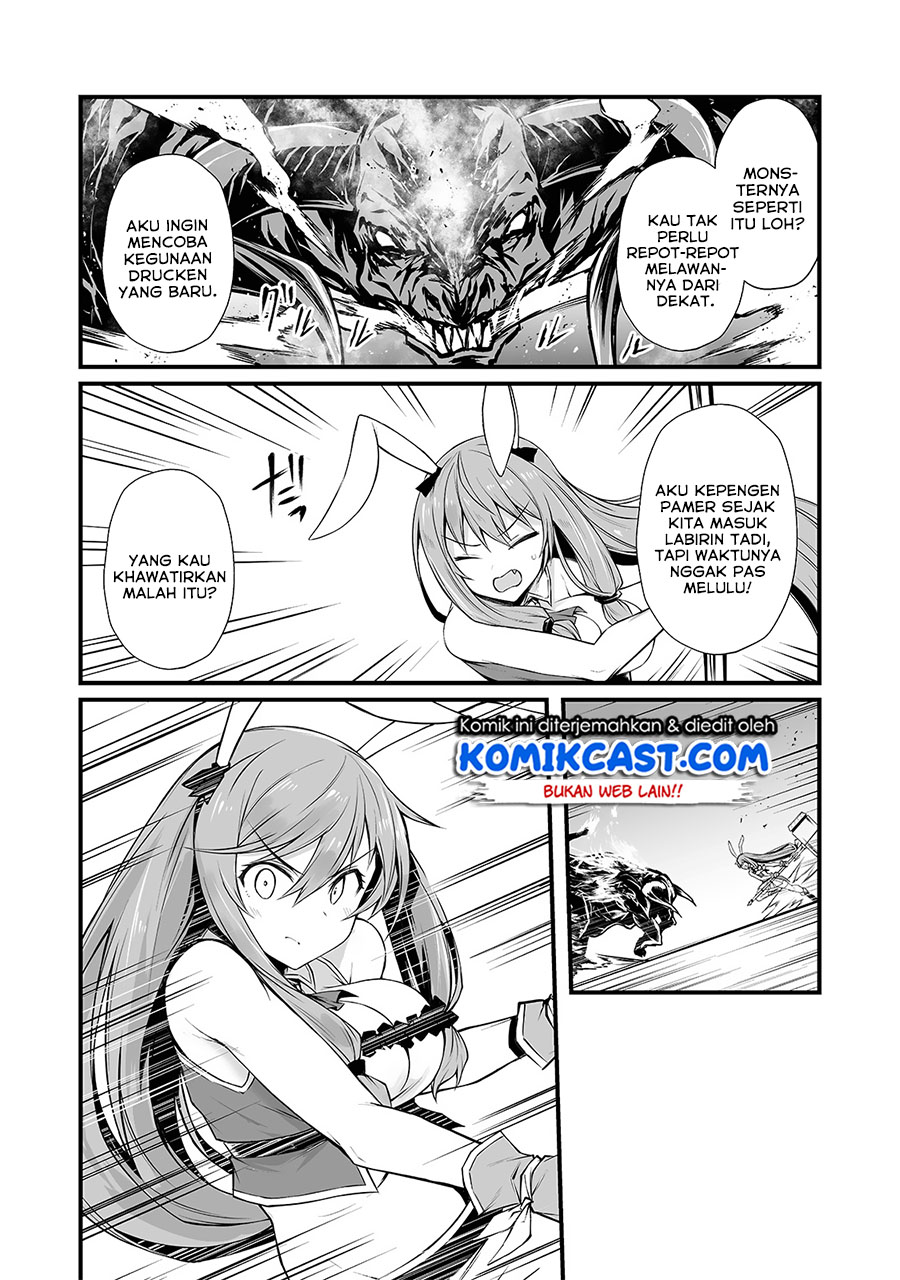 MONS-
TERNYA
SEPERTI
ITU LOH?
KAU TAK
PERLU
REPOT-REPOT
MELAWAN-
NYA DARI
DEKAT.
AKU INGIN
MENCOBA
KEGUNAAN
DRUCKEN
YANG BARU.
AKU KEPENGEN
PAMER SEJAK
KITA MASUK
LABIRIN TADI,
TAPI WAKTUNYA
NGGAK PAS
MELULU!
YANG KAU
KHAWATIRKAN
MALAH ITU?
Komik ini diterjemahkan & diedit oleh
KOMIKCAST.COM
BUKAN WEB LAIN!!